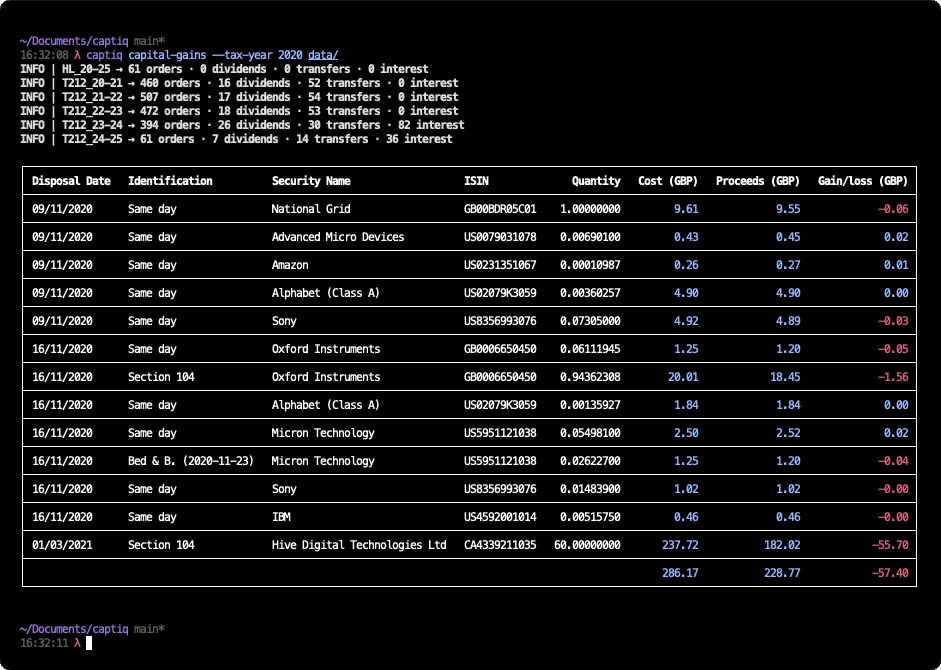 ~/Documents/captiq main*
16:32:08 λ captiq capital-gains --tax-year 2020 data/
INFO | HL_20-25 → 61 orders · 0 dividends · 0 transfers · 0 interest
INFO | T212_20-21 → 460 orders · 16 dividends · 52 transfers · 0 interest
INFO | T212_21-22 → 507 orders · 17 dividends · 54 transfers · 0 interest
INFO | T212_22-23 → 472 orders · 18 dividends · 53 transfers · 0 interest
INFO | T212_23-24 → 394 orders · 26 dividends · 30 transfers · 82 interest
INFO | T212_24-25 → 61 orders · 7 dividends · 14 transfers · 36 interest
Disposal Date Identification Security Name ISIN Quantity Cost (GBP) Proceeds (GBP) Gain/loss (GBP)
09/11/2020 Same day National Grid GB00BDR05C01 1.00000000 9.61 9.55 -0.06
09/11/2020 Same day Advanced Micro Devices US0079031078 0.00690100 0.43 0.45 0.02
09/11/2020 Same day Amazon US0231351067 0.00010987 0.26 0.27 0.01
09/11/2020 Same day Alphabet (Class A) US02079K3059 0.00360257 4.90 4.90 0.00
09/11/2020 Same day Sony US8356993076 0.07305000 4.92 4.89 -0.03
16/11/2020 Same day Oxford Instruments GB0006650450 0.06111945 1.25 1.20 -0.05
16/11/2020 Section 104 Oxford Instruments GB0006650450 0.94362308 20.01 18.45 -1.56
16/11/2020 Same day Alphabet (Class A) US02079K3059 0.00135927 1.84 1.84 0.00
16/11/2020 Same day Micron Technology US5951121038 0.05498100 2.50 2.52 0.02
16/11/2020 Bed & B. (2020-11-23) Micron Technology US5951121038 0.02622700 1.25 1.20 -0.04
16/11/2020 Same day Sony US8356993076 0.01483900 1.02 1.02 -0.00
16/11/2020 Same day IBM US4592001014 0.00515750 0.46 0.46 -0.00
01/03/2021 Section 104 Hive Digital Technologies Ltd CA4339211035 60.00000000 237.72 182.02 -55.70
286.17 228.77 -57.40
~/Documents/captiq main*
16:32:11 λ